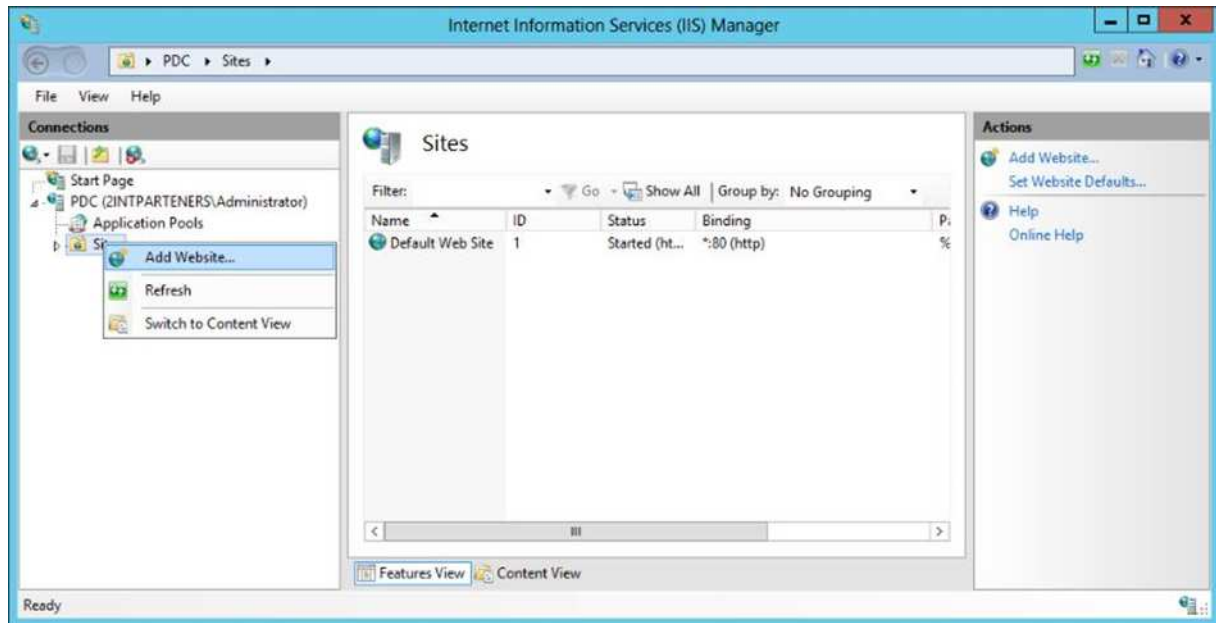 Internet Information Services (IIS) Manager
PDC Sites
File View Help
Connections
Start Page
PDC (2INTPARTENERS\Administrator)
Application Pools
Add Website...
Refresh
Switch to Content View
Sites
Filter: Go Show All Group by: No Grouping
Name ID Status Binding
Default Web Site 1 Started (ht... *:80 (http) %
Features View Content View
Actions
Add Website...
Set Website Defaults...
Help
Online Help
Ready